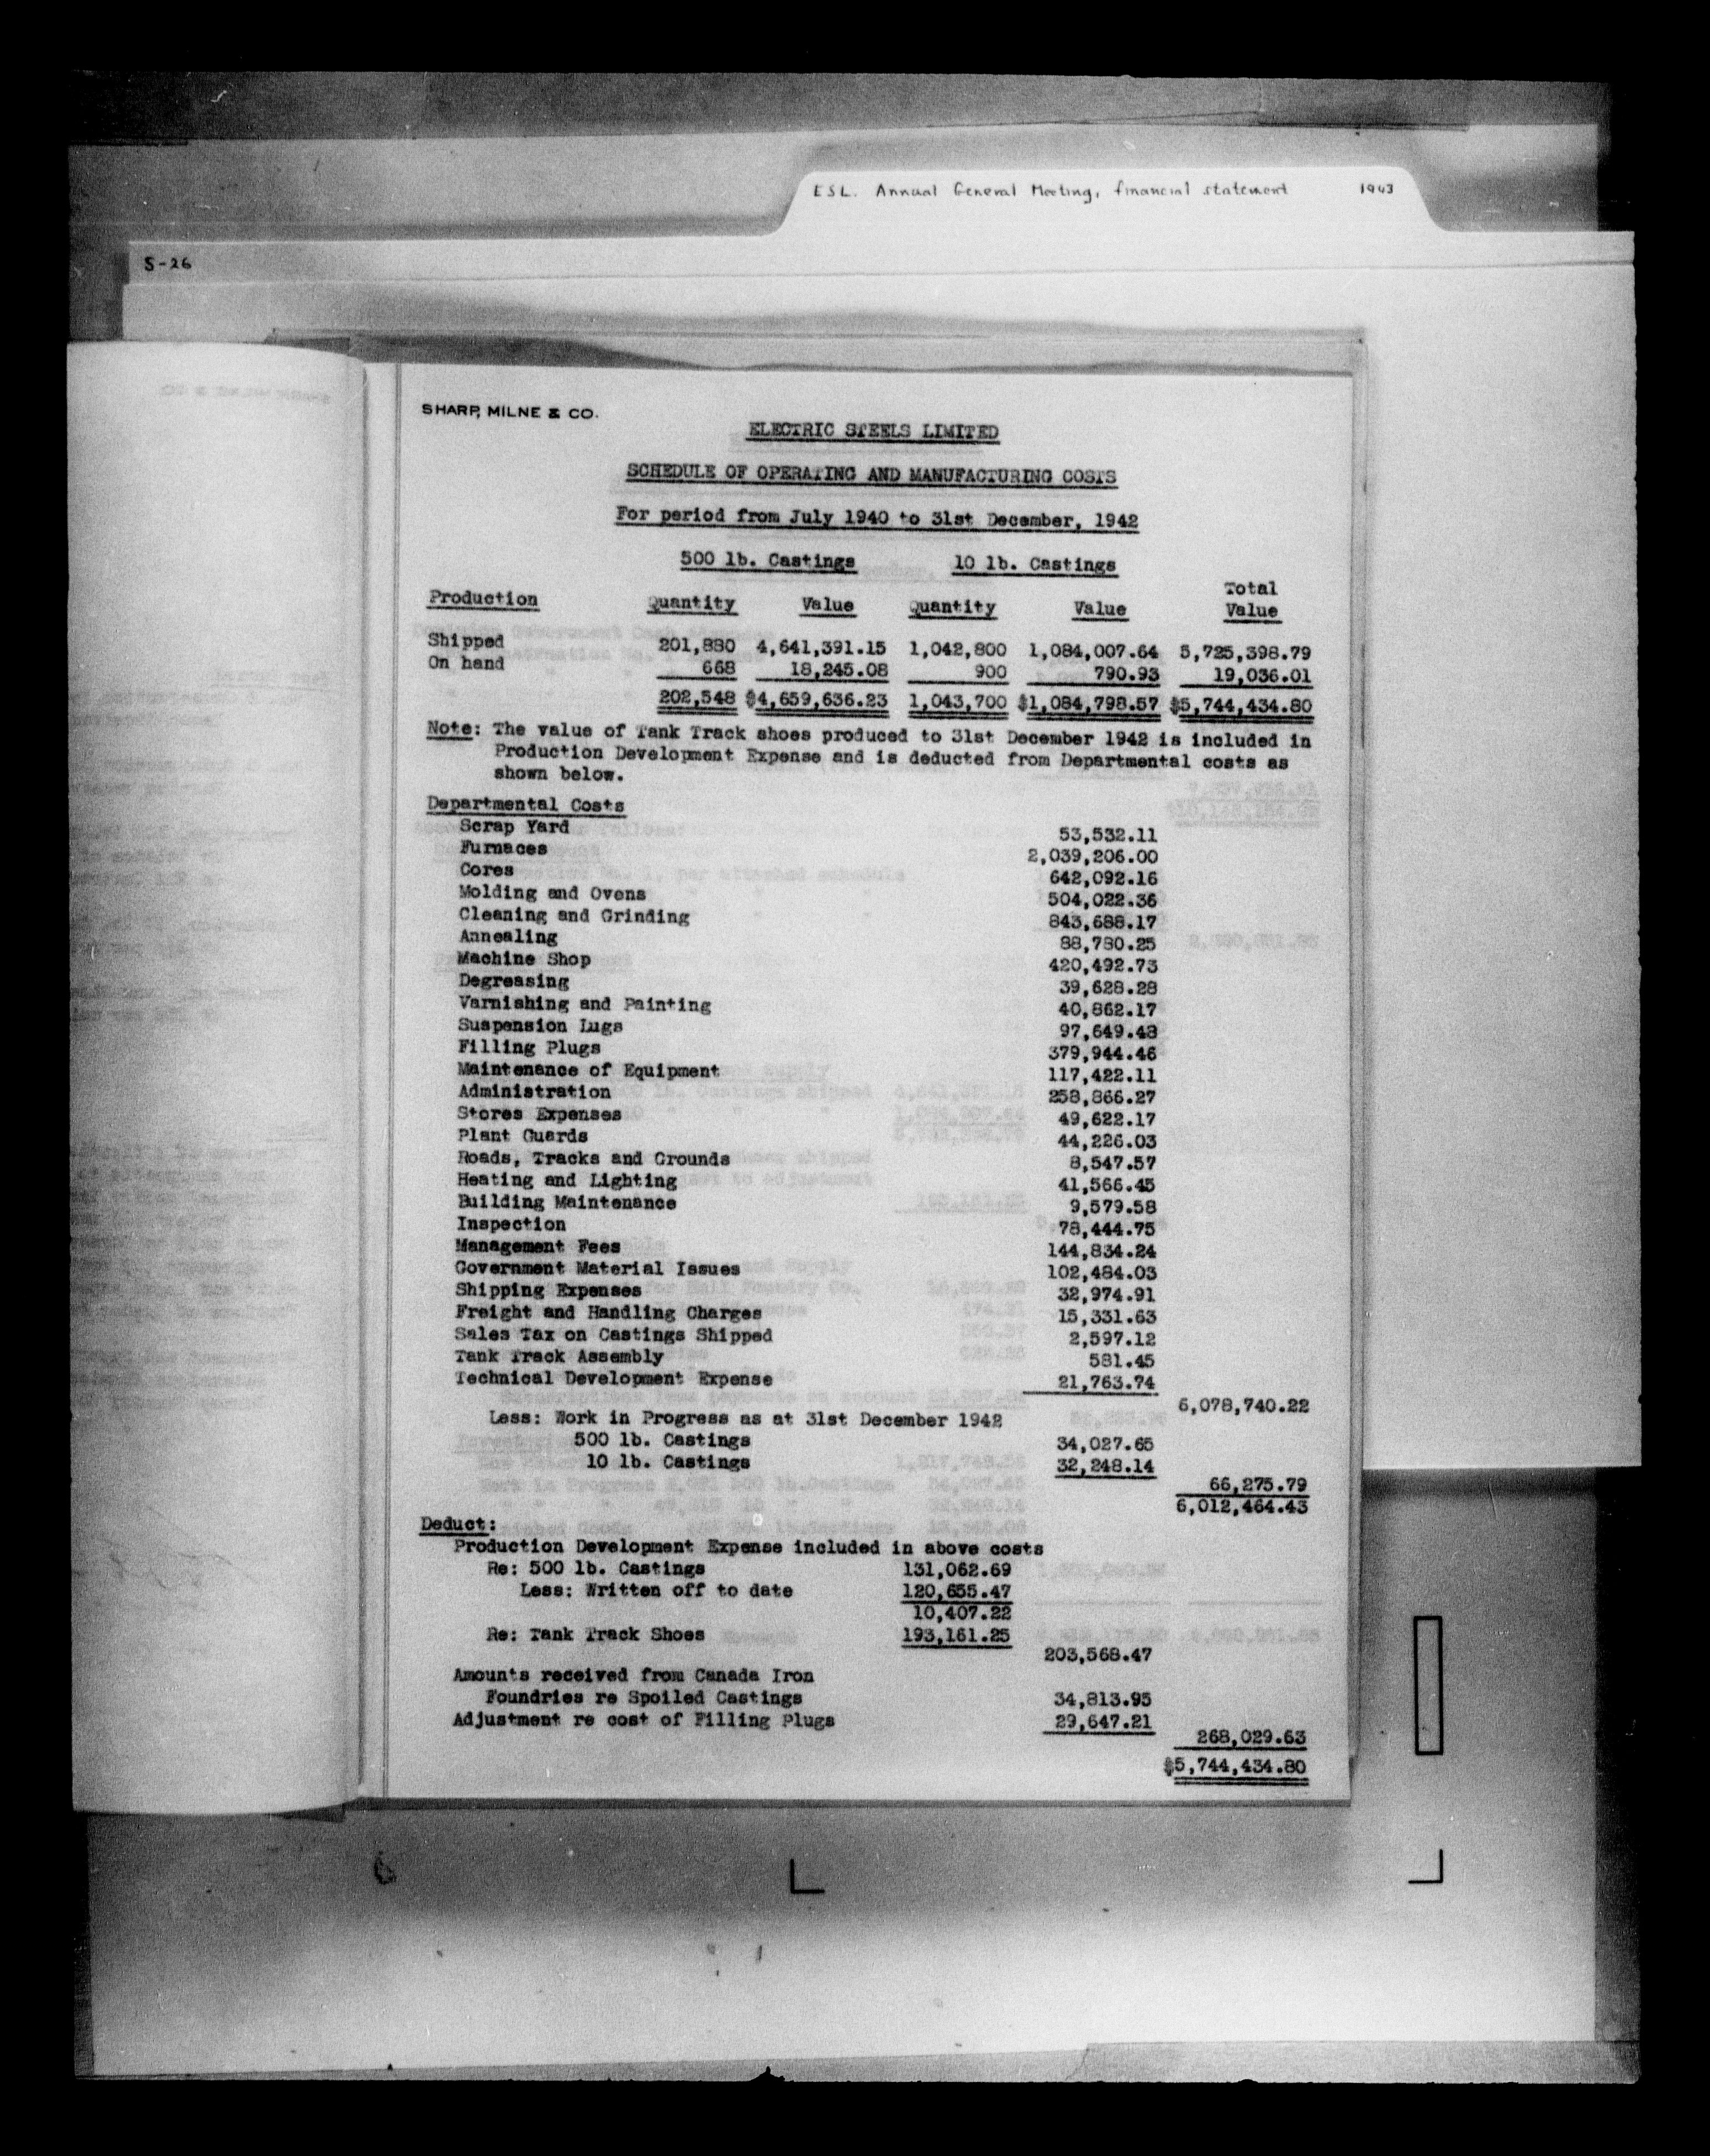 ESL. Annual General Meeting, financial statement 1943
S-26
SHARP, MILNE & CO.
ELECTRIC STEELS LIMITED
SCHEDULE OF OPERATING AND MANUFACTURING COSTS
For period from July 1940 to 31st December, 1942
500 lb. Castings 10 lb. Castings
Production Quantity Value Quantity Value Total Value
Shipped 201,880 4,641,391.15 1,042,800 1,084,007.64 5,725,398.79
On hand 668 18,245.08 900 790.93 19,036.01
202,548 $4,659,636.23 1,043,700 $1,084,798.57 $5,744,434.80
Note: The value of Tank Track shoes produced to 31st December 1942 is included in
Production Development Expense and is deducted from Departmental costs as
shown below.
Departmental Costs
Scrap Yard 53,532.11
Furnaces 2,039,206.00
Cores 642,092.16
Molding and Ovens 504,022.36
Cleaning and Grinding 843,688.17
Annealing 88,780.25
Machine Shop 420,492.73
Degreasing 39,628.28
Varnishing and Painting 40,862.17
Suspension Lugs 97,649.48
Filling Plugs 379,944.46
Maintenance of Equipment 117,422.11
Administration 258,866.27
Stores Expenses 49,622.17
Plant Guards 44,226.03
Roads, Tracks and Grounds 8,547.57
Heating and Lighting 41,566.45
Building Maintenance 9,579.58
Inspection 78,444.75
Management Fees 144,834.24
Government Material Issues 102,484.03
Shipping Expenses 32,974.91
Freight and Handling Charges 15,331.63
Sales Tax on Castings Shipped 2,597.12
Tank Track Assembly 581.45
Technical Development Expense 21,763.74
6,078,740.22
Less: Work in Progress as at 31st December 1942
500 lb. Castings 34,027.65
10 lb. Castings 32,248.14
66,275.79
6,012,464.43
Deduct:
Production Development Expense included in above costs
Re: 500 lb. Castings 131,062.69
Less: Written off to date 120,655.47
10,407.22
Re: Tank Track Shoes 193,161.25
203,568.47
Amounts received from Canada Iron
Foundries re Spoiled Castings 34,813.95
Adjustment re cost of Filling Plugs 29,647.21
268,029.63
$5,744,434.80